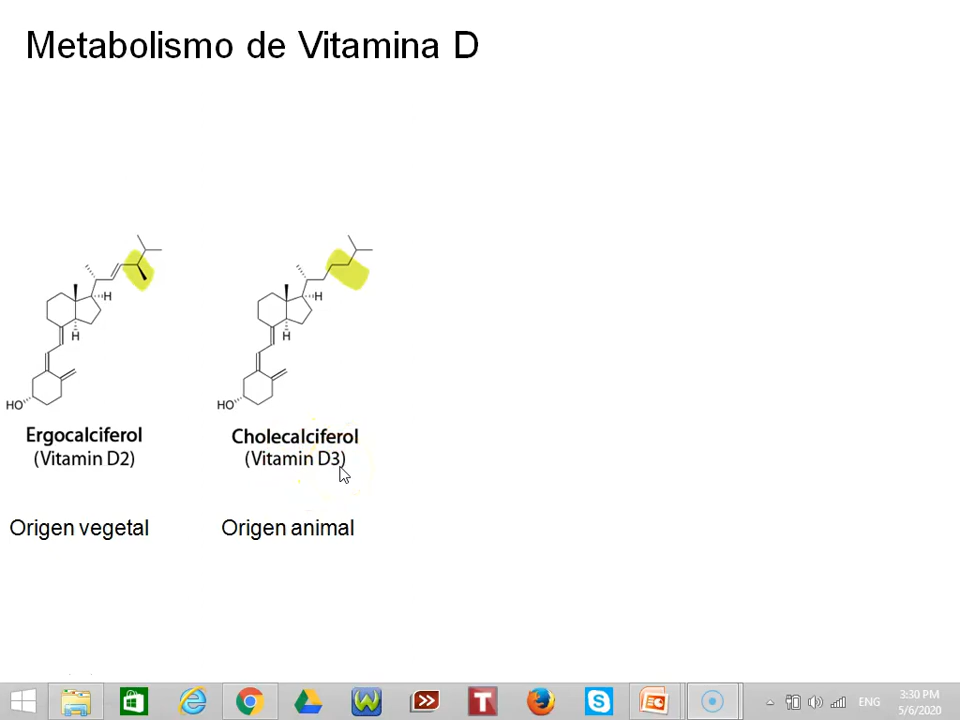 Metabolismo de Vitamina D
H
H
HO
Ergocalciferol
(Vitamin D2)
Origen vegetal
H
H
HO
Cholecalciferol
(Vitamin D3)
Origen animal
ENG
3:30 PM
5/6/2020